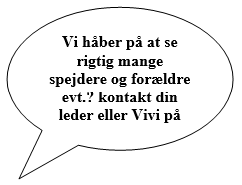 Vi håber på at se
rigtig mange
spejdere og forældre
evt.? kontakt din
leder eller Vivi på